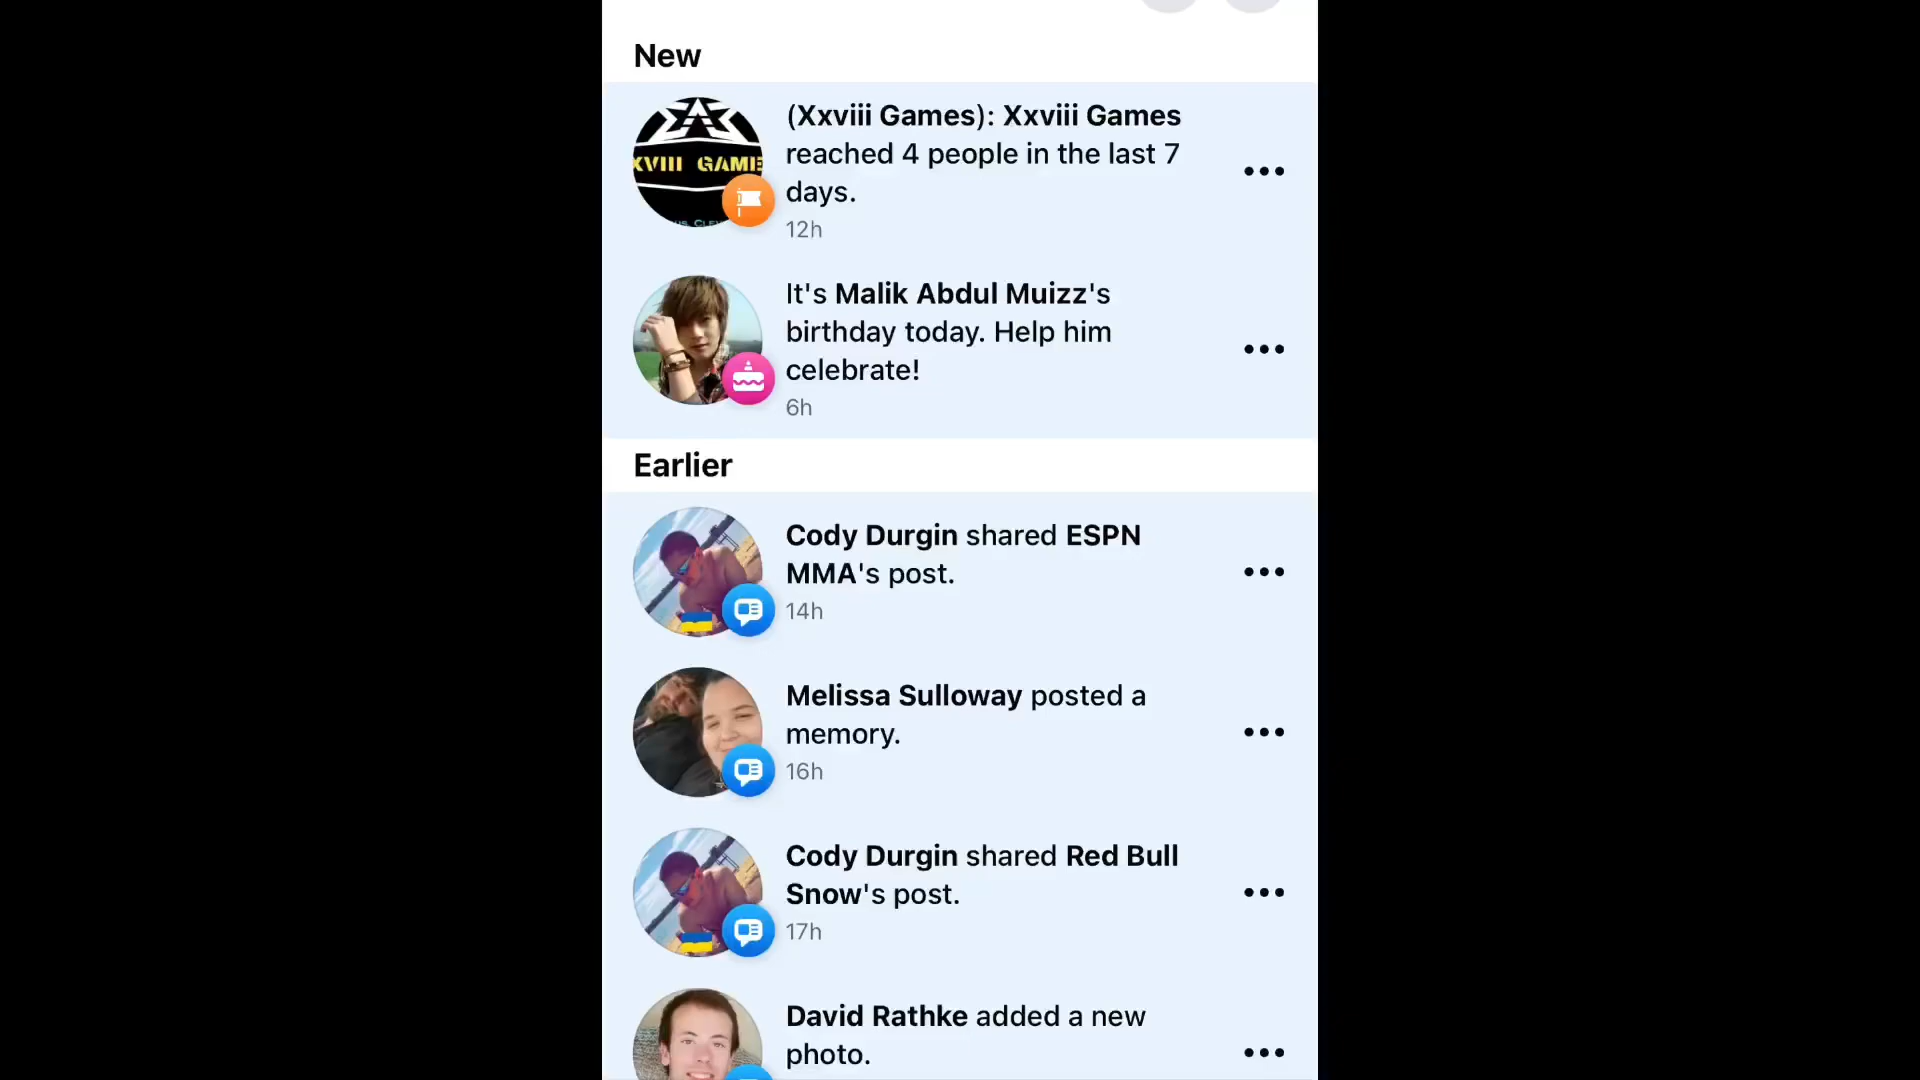 New
XVIII GAME
(Xxviii Games): Xxviii Games
reached 4 people in the last 7
days.
12h
It's Malik Abdul Muizz's
birthday today. Help him
celebrate!
6h
Earlier
Cody Durgin shared ESPN
MMA's post.
14h
Melissa Sulloway posted a
memory.
16h
Cody Durgin shared Red Bull
Snow's post.
17h
David Rathke added a new
photo.